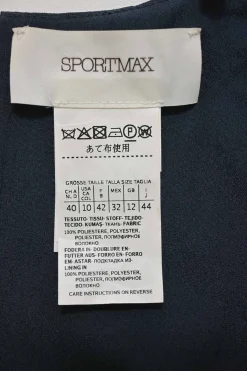 SPORTMAX
あて布使用
GROSSE TAILLE TALLA SIZE TAGLIA
CH A N, D USA CA COL F B MEX GB I J
40 10 42 32 12 44
TESSUTO-TISSU-STOFF-TEJIDO-
TECIDO-KUMAŞ-ТКАНЬ-FABRIC
100% POLIESTERE, POLYESTER,
POLYESTER, ПОЛИЭФИРНОЕ
ВОЛОКНО
FODERA IN-DOUBLURE EN-
FUTTER AUS-FORRO EN-FORRO
EM-ASTAR-ПОДКЛАДКА ИЗ-
LINING IN
100% POLIESTERE, POLYESTER,
POLYESTER, ПОЛИЭФИРНОЕ
ВОЛОКНО
CARE INSTRUCTIONS ON REVERSE